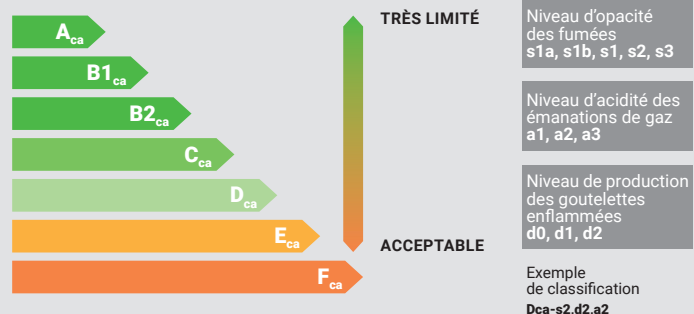 Aca
B1ca
B2ca
Cca
Dca
Eca
Fca
TRÈS LIMITÉ
ACCEPTABLE
Niveau d’opacité
des fumées
s1a, s1b, s1, s2, s3
Niveau d’acidité des
émanations de gaz
a1, a2, a3
Niveau de production
des goutelettes
enflammées
d0, d1, d2
Exemple
de classification
Dca-s2,d2,a2